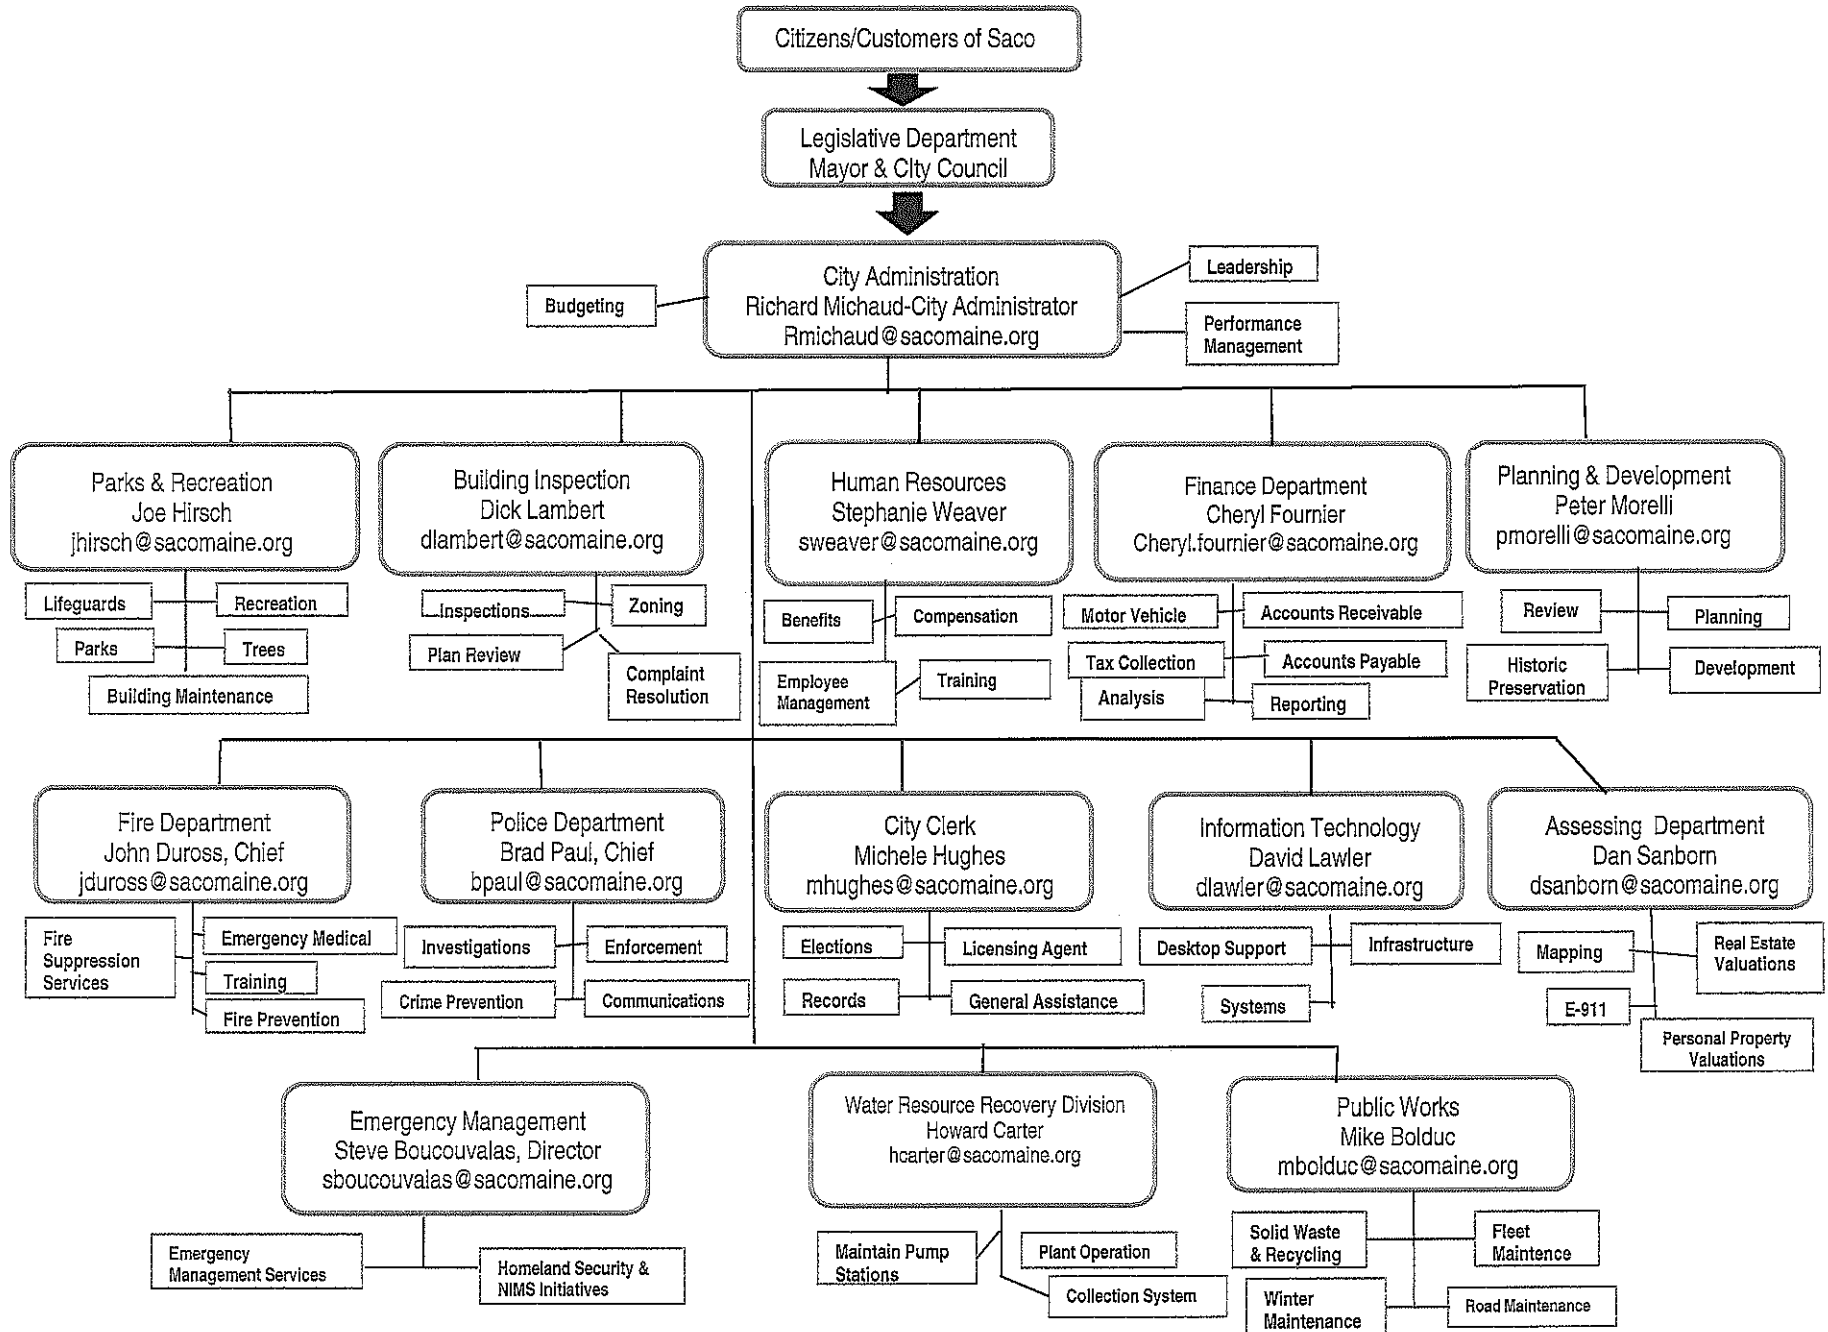 Citizens/Customers of Saco
Legislative Department
Mayor & CIty Council
City Administration
Richard Michaud-City Administrator
Rmichaud@sacomaine.org
Budgeting
Leadership
Performance
Management
Parks & Recreation
Joe Hirsch
jhirsch@sacomaine.org
Lifeguards
Recreation
Parks
Trees
Building Maintenance
Building Inspection
Dick Lambert
dlambert@sacomaine.org
Inspections
Zoning
Plan Review
Complaint
Resolution
Human Resources
Stephanie Weaver
sweaver@sacomaine.org
Benefits
Compensation
Employee
Management
Training
Finance Department
Cheryl Fournier
Cheryl.fournier@sacomaine.org
Motor Vehicle
Accounts Receivable
Tax Collection
Accounts Payable
Analysis
Reporting
Planning & Development
Peter Morelli
pmorelli@sacomaine.org
Review
Planning
Historic
Preservation
Development
Fire Department
John Duross, Chief
jduross@sacomaine.org
Fire
Suppression
Services
Emergency Medical
Training
Fire Prevention
Police Department
Brad Paul, Chief
bpaul@sacomaine.org
Investigations
Enforcement
Crime Prevention
Communications
City Clerk
Michele Hughes
mhughes@sacomaine.org
Elections
Licensing Agent
Records
General Assistance
Information Technology
David Lawler
dlawler@sacomaine.org
Desktop Support
Infrastructure
Systems
Assessing Department
Dan Sanborn
dsanborn@sacomaine.org
Mapping
Real Estate
Valuations
E-911
Personal Property
Valuations
Emergency Management
Steve Boucouvalas, Director
sboucouvalas@sacomaine.org
Emergency
Management Services
Homeland Security &
NIMS Initiatives
Water Resource Recovery Division
Howard Carter
hcarter@sacomaine.org
Maintain Pump
Stations
Plant Operation
Collection System
Public Works
Mike Bolduc
mbolduc@sacomaine.org
Solid Waste
& Recycling
Fleet
Maintence
Winter
Maintenance
Road Maintenance